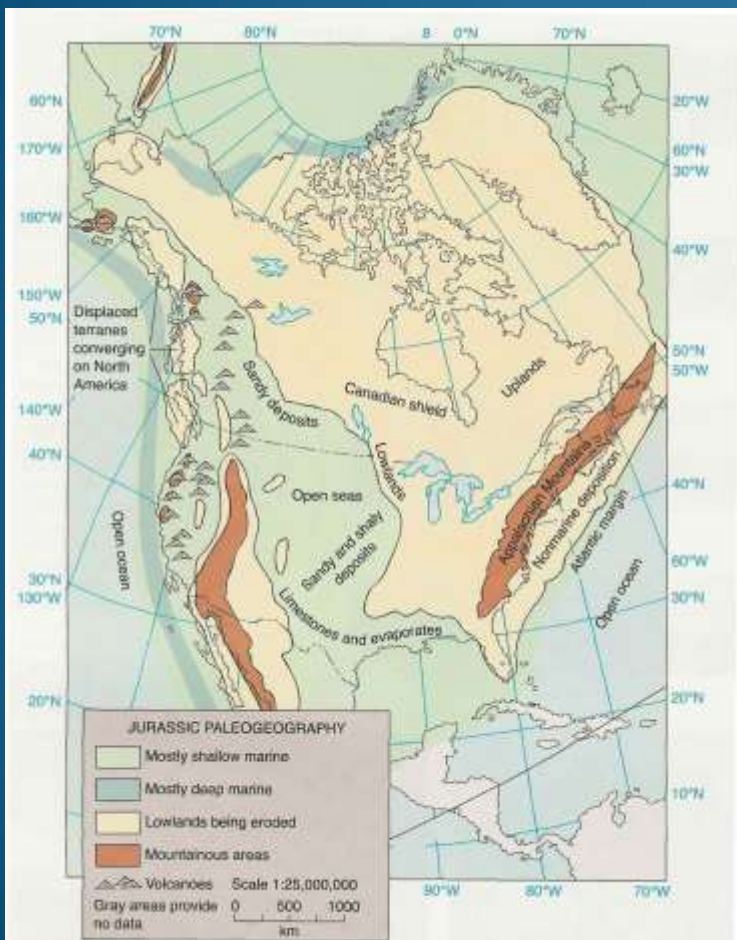 70°N
80°N
8 0°N
70°N
60°N
170°W
160°W
150°W
50°N
140°W
40°N
30°N
130°W
20°N
20°W
60°N
30°W
40°W
50°N
50°W
40°N
60°W
30°N
20°N
10°N
90°W
80°W
70°W
Displaced
terranes
converging
on North
America
Sandy deposits
Canadian shield
Uplands
Lowlands
Open seas
Sandy and shaly
deposits
Limestones and evaporates
Appalachian Mountains
Nonmarine deposition
Atlantic margin
Open ocean
Open ocean
JURASSIC PALEOGEOGRAPHY
Mostly shallow marine
Mostly deep marine
Lowlands being eroded
Mountainous areas
Volcanoes Scale 1:25,000,000
Gray areas provide
no data
0 500 1000
km